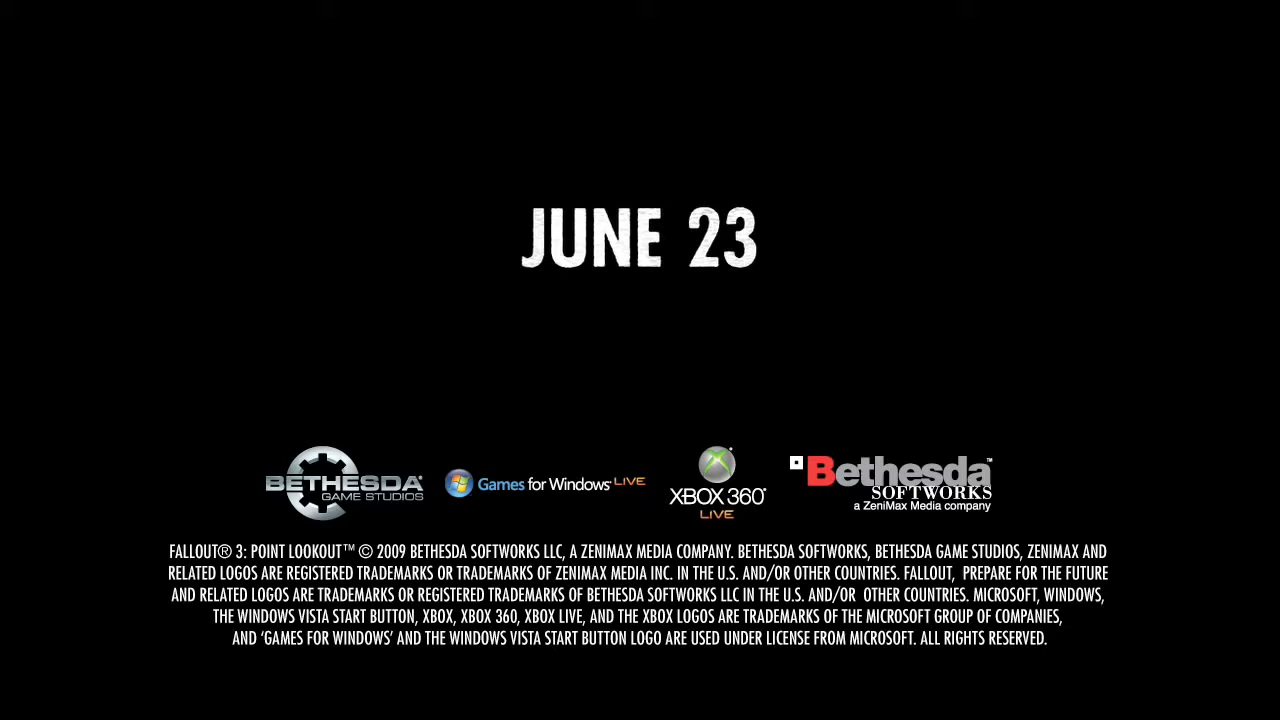 JUNE 23
BETHESDA®
GAME STUDIOS
Games for Windows® LIVE
XBOX 360®
LIVE
Bethesda™
SOFTWORKS
a ZeniMax Media company
FALLOUT® 3: POINT LOOKOUT™ © 2009 BETHESDA SOFTWORKS LLC, A ZENIMAX MEDIA COMPANY. BETHESDA SOFTWORKS, BETHESDA GAME STUDIOS, ZENIMAX AND
RELATED LOGOS ARE REGISTERED TRADEMARKS OR TRADEMARKS OF ZENIMAX MEDIA INC. IN THE U.S. AND/OR OTHER COUNTRIES. FALLOUT, PREPARE FOR THE FUTURE
AND RELATED LOGOS ARE TRADEMARKS OR REGISTERED TRADEMARKS OF BETHESDA SOFTWORKS LLC IN THE U.S. AND/OR OTHER COUNTRIES. MICROSOFT, WINDOWS,
THE WINDOWS VISTA START BUTTON, XBOX, XBOX 360, XBOX LIVE, AND THE XBOX LOGOS ARE TRADEMARKS OF THE MICROSOFT GROUP OF COMPANIES,
AND ‘GAMES FOR WINDOWS’ AND THE WINDOWS VISTA START BUTTON LOGO ARE USED UNDER LICENSE FROM MICROSOFT. ALL RIGHTS RESERVED.